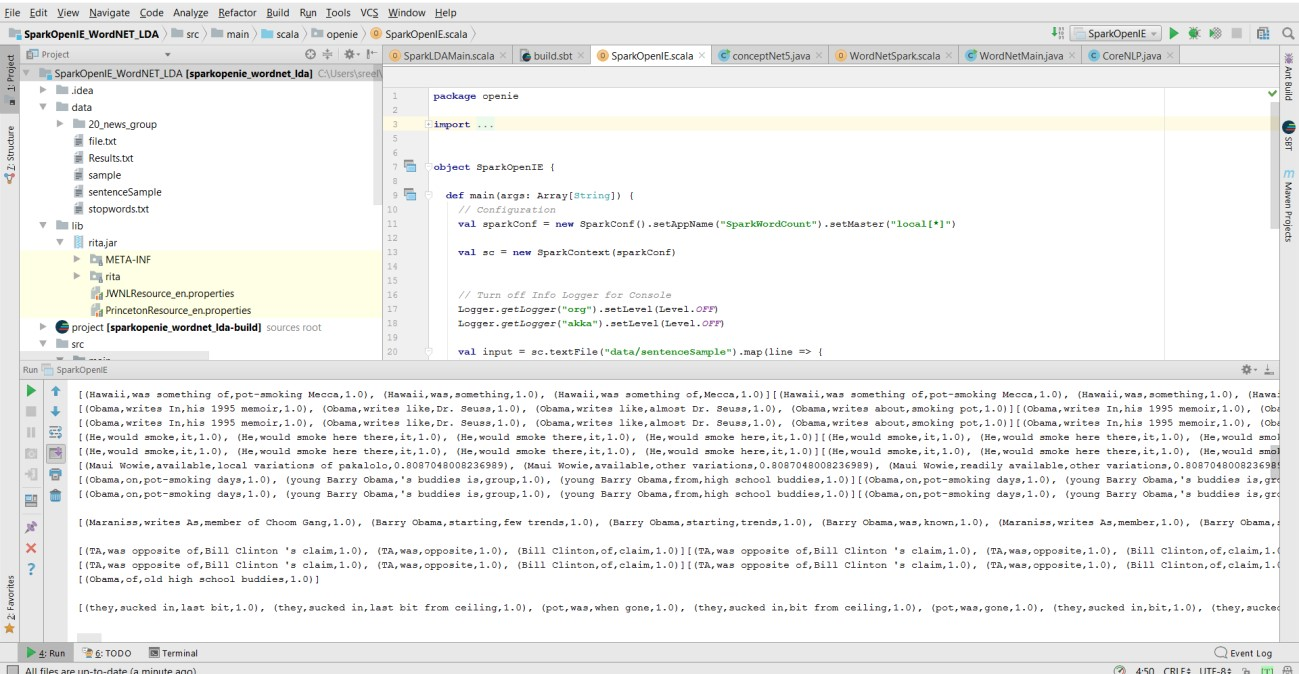 File Edit View Navigate Code Analyze Refactor Build Run Tools VCS Window Help
SparkOpenIE_WordNET_LDA src main scala openie SparkOpenIE.scala SparkOpenIE
Project SparkLDAMain.scala build.sbt SparkOpenIE.scala conceptNet5.java WordNetSpark.scala WordNetMain.java CoreNLP.java
1: Project
Z: Structure
2: Favorites
Ant Build
SBT
Maven Projects
SparkOpenIE_WordNET_LDA [sparkopenie_wordnet_lda] C:\Users\sreel\
.idea
data
20_news_group
file.txt
Results.txt
sample
sentenceSample
stopwords.txt
lib
rita.jar
META-INF
rita
JWNLResource_en.properties
PrincetonResource_en.properties
project [sparkopenie_wordnet_lda-build] sources root
src
main
1 package openie
2
3 import ...
5
6
7 object SparkOpenIE {
8
9 def main(args: Array[String]) {
10 // Configuration
11 val sparkConf = new SparkConf().setAppName("SparkWordCount").setMaster("local[*]")
12
13 val sc = new SparkContext(sparkConf)
14
15
16 // Turn off Info Logger for Console
17 Logger.getLogger("org").setLevel(Level.OFF)
18 Logger.getLogger("akka").setLevel(Level.OFF)
19
20 val input = sc.textFile("data/sentenceSample").map(line => {
Run SparkOpenIE
[(Hawaii,was something of,pot-smoking Mecca,1.0), (Hawaii,was,something,1.0), (Hawaii,was something of,Mecca,1.0)][(Hawaii,was something of,pot-smoking Mecca,1.0), (Hawaii,was,something,1.0), (Hawai
[(Obama,writes In,his 1995 memoir,1.0), (Obama,writes like,Dr. Seuss,1.0), (Obama,writes like,almost Dr. Seuss,1.0), (Obama,writes about,smoking pot,1.0)][(Obama,writes In,his 1995 memoir,1.0), (Oba
[(Obama,writes In,his 1995 memoir,1.0), (Obama,writes like,Dr. Seuss,1.0), (Obama,writes like,almost Dr. Seuss,1.0), (Obama,writes about,smoking pot,1.0)][(Obama,writes In,his 1995 memoir,1.0), (Oba
[(He,would smoke,it,1.0), (He,would smoke here there,it,1.0), (He,would smoke there,it,1.0), (He,would smoke here,it,1.0)][(He,would smoke,it,1.0), (He,would smoke here there,it,1.0), (He,would smok
[(He,would smoke,it,1.0), (He,would smoke here there,it,1.0), (He,would smoke there,it,1.0), (He,would smoke here,it,1.0)][(He,would smoke,it,1.0), (He,would smoke here there,it,1.0), (He,would smok
[(Maui Wowie,available,local variations of pakalolo,0.8087048008236989), (Maui Wowie,available,other variations,0.8087048008236989), (Maui Wowie,readily available,other variations,0.8087048008236989
[(Obama,on,pot-smoking days,1.0), (young Barry Obama,'s buddies is,group,1.0), (young Barry Obama,from,high school buddies,1.0)][(Obama,on,pot-smoking days,1.0), (young Barry Obama,'s buddies is,gro
[(Obama,on,pot-smoking days,1.0), (young Barry Obama,'s buddies is,group,1.0), (young Barry Obama,from,high school buddies,1.0)][(Obama,on,pot-smoking days,1.0), (young Barry Obama,'s buddies is,gro
[(Maraniss,writes As,member of Choom Gang,1.0), (Barry Obama,starting,few trends,1.0), (Barry Obama,starting,trends,1.0), (Barry Obama,was,known,1.0), (Maraniss,writes As,member,1.0), (Barry Obama,s
[(TA,was opposite of,Bill Clinton 's claim,1.0), (TA,was,opposite,1.0), (Bill Clinton,of,claim,1.0)][(TA,was opposite of,Bill Clinton 's claim,1.0), (TA,was,opposite,1.0), (Bill Clinton,of,claim,1.0
[(TA,was opposite of,Bill Clinton 's claim,1.0), (TA,was,opposite,1.0), (Bill Clinton,of,claim,1.0)][(TA,was opposite of,Bill Clinton 's claim,1.0), (TA,was,opposite,1.0), (Bill Clinton,of,claim,1.0
[(Obama,of,old high school buddies,1.0)]
[(they,sucked in,last bit,1.0), (they,sucked in,last bit from ceiling,1.0), (pot,was,when gone,1.0), (they,sucked in,bit from ceiling,1.0), (pot,was,gone,1.0), (they,sucked in,bit,1.0), (they,sucked
4: Run 6: TODO Terminal Event Log
All files are up-to-date (a minute ago) 4:50 CRLF UTF-8